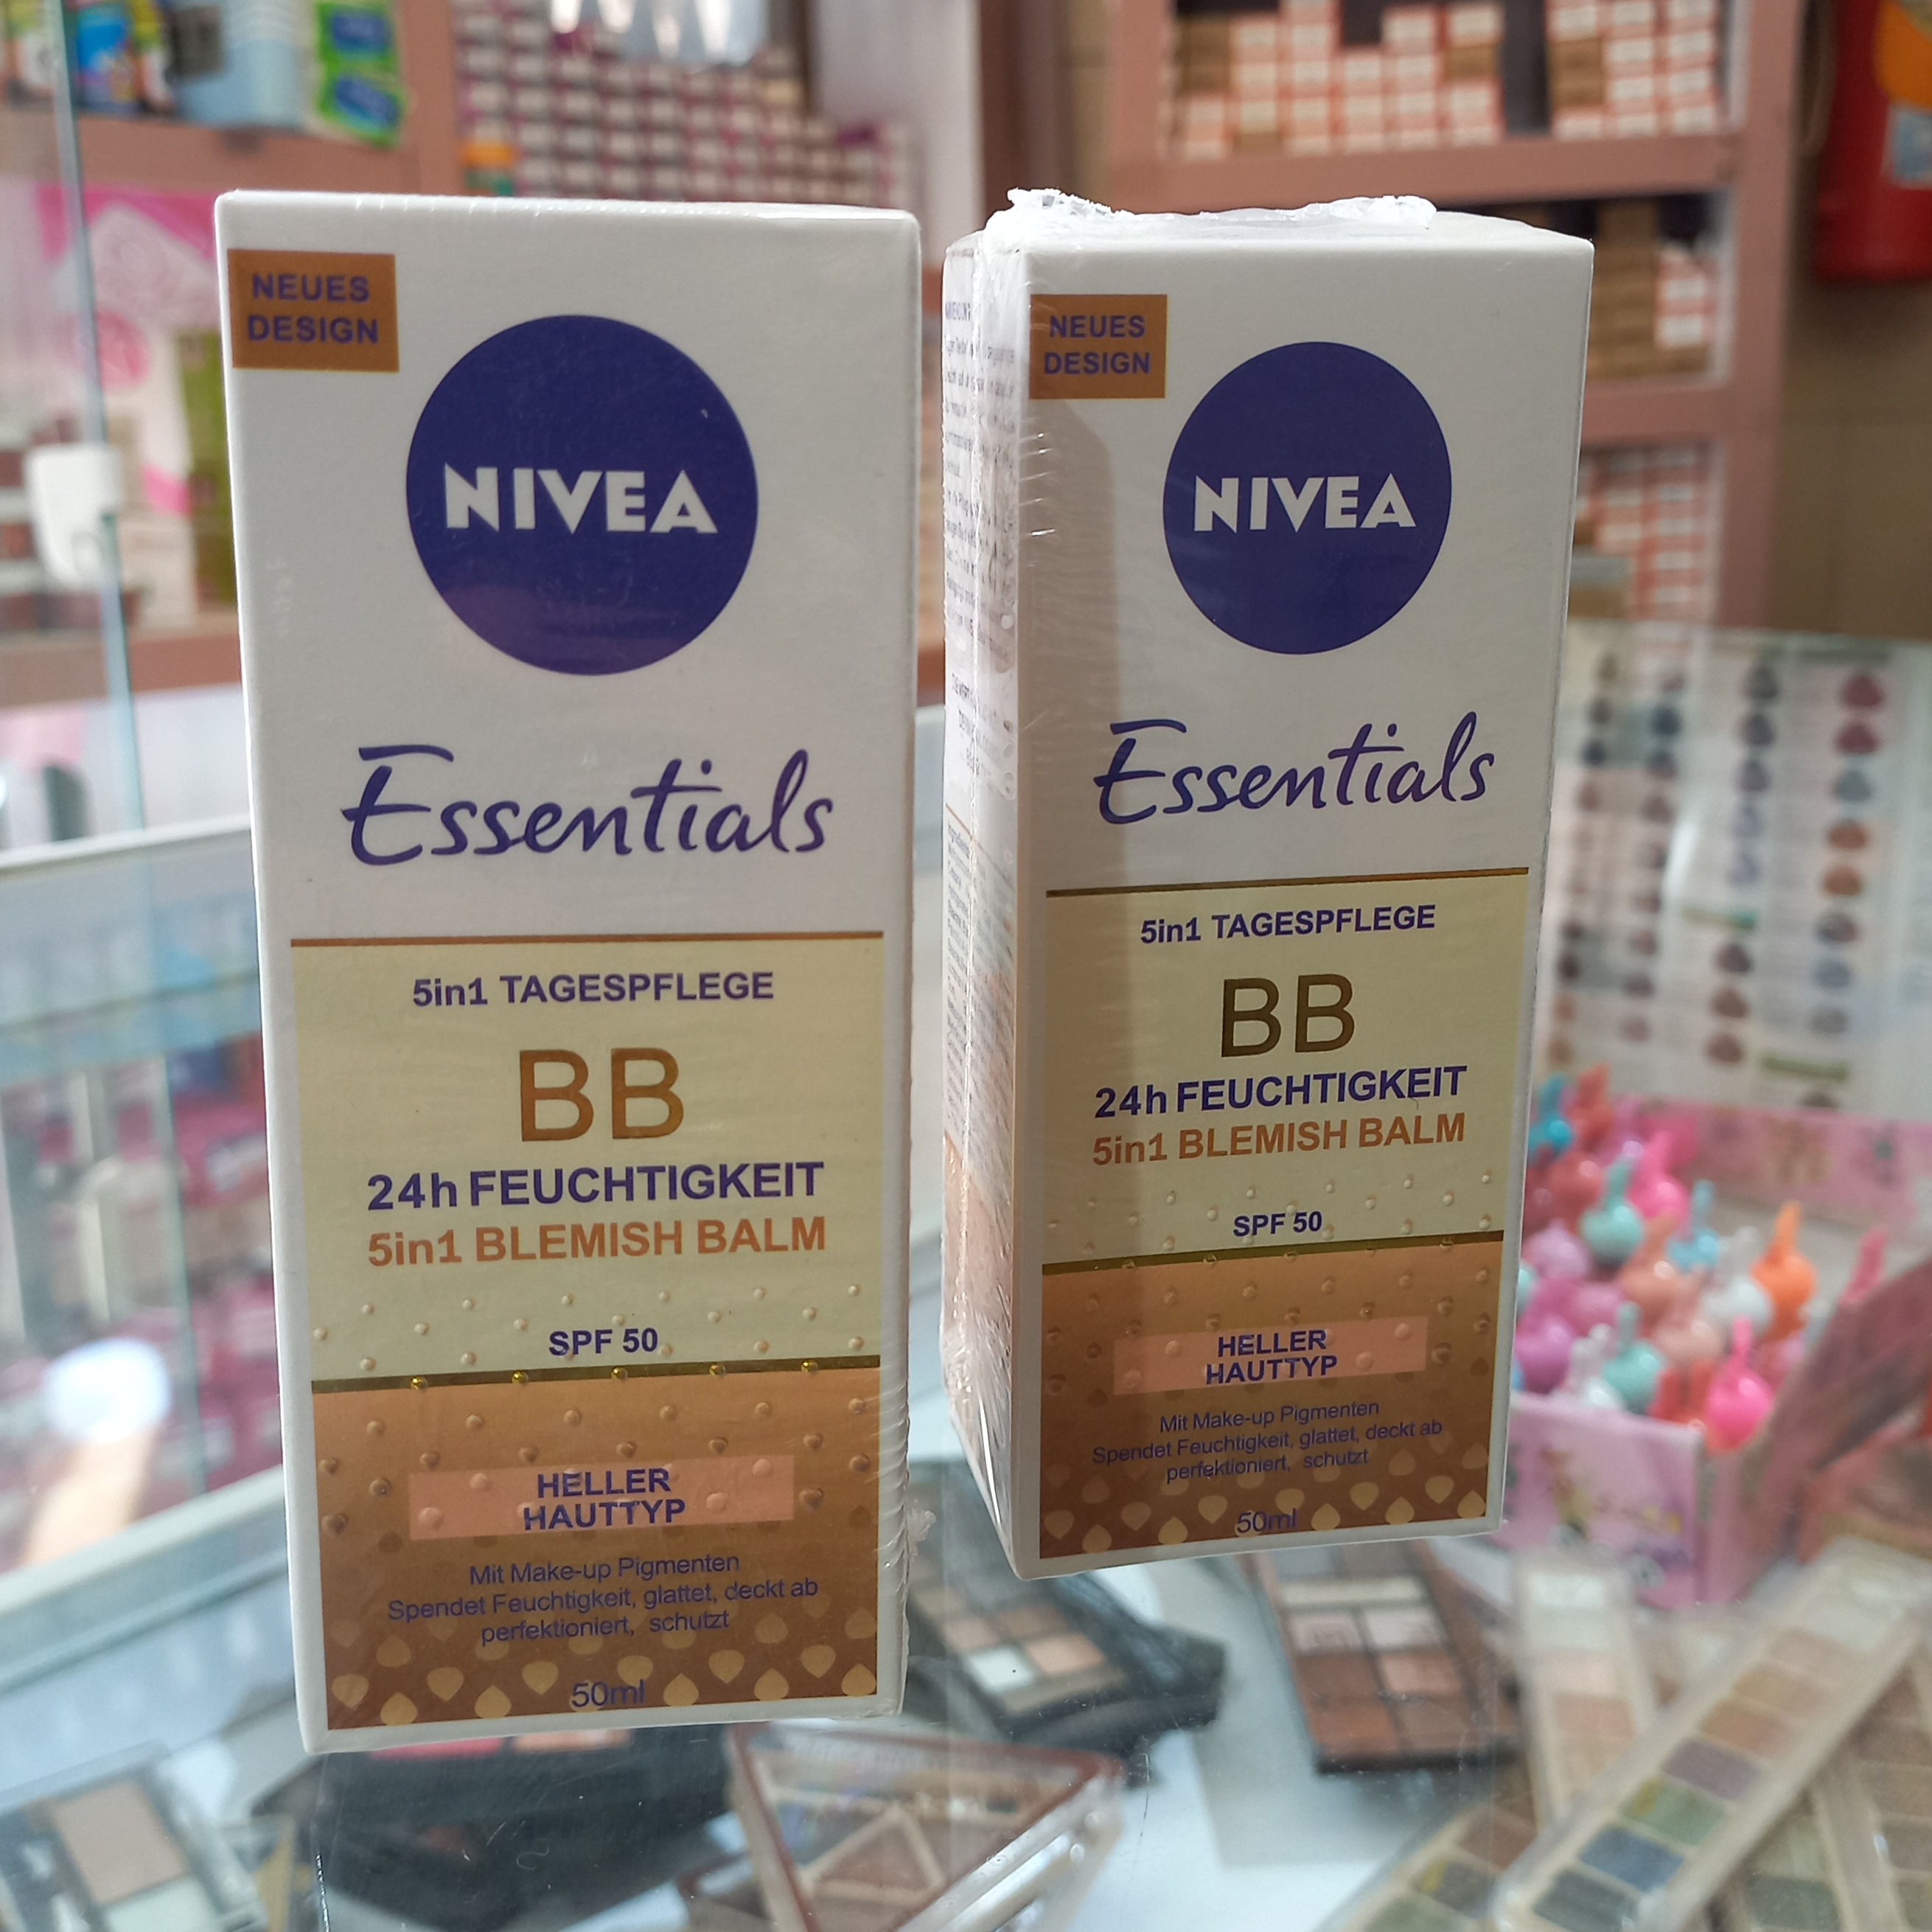 NEUES
DESIGN
NIVEA
Essentials
5in1 TAGESPFLEGE
BB
24h FEUCHTIGKEIT
5in1 BLEMISH BALM
SPF 50
HELLER
HAUTTYP
Mit Make-up Pigmenten
Spendet Feuchtigkeit, glattet, deckt ab
perfektioniert, schutzt
50ml
NEUES
DESIGN
NIVEA
Essentials
5in1 TAGESPFLEGE
BB
24h FEUCHTIGKEIT
5in1 BLEMISH BALM
SPF 50
HELLER
HAUTTYP
Mit Make-up Pigmenten
Spendet Feuchtigkeit, glattet, deckt ab
perfektioniert, schutzt
50ml